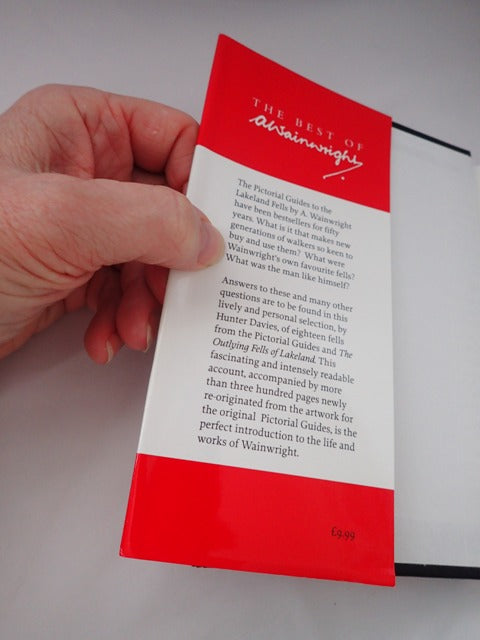 THE BEST OF
AWainwright
The Pictorial Guides to the
Lakeland Fells by A. Wainwright
have been bestsellers for fifty
years. What is it that makes new
generations of walkers so keen to
buy and use them? What were
Wainwright's own favourite fells?
What was the man like himself?
Answers to these and many other
questions are to be found in this
lively and personal selection, by
Hunter Davies, of eighteen fells
from the Pictorial Guides and The
Outlying Fells of Lakeland. This
fascinating and intensely readable
account, accompanied by more
than three hundred pages newly
re-originated from the artwork for
the original Pictorial Guides, is the
perfect introduction to the life and
works of Wainwright.
£9.99